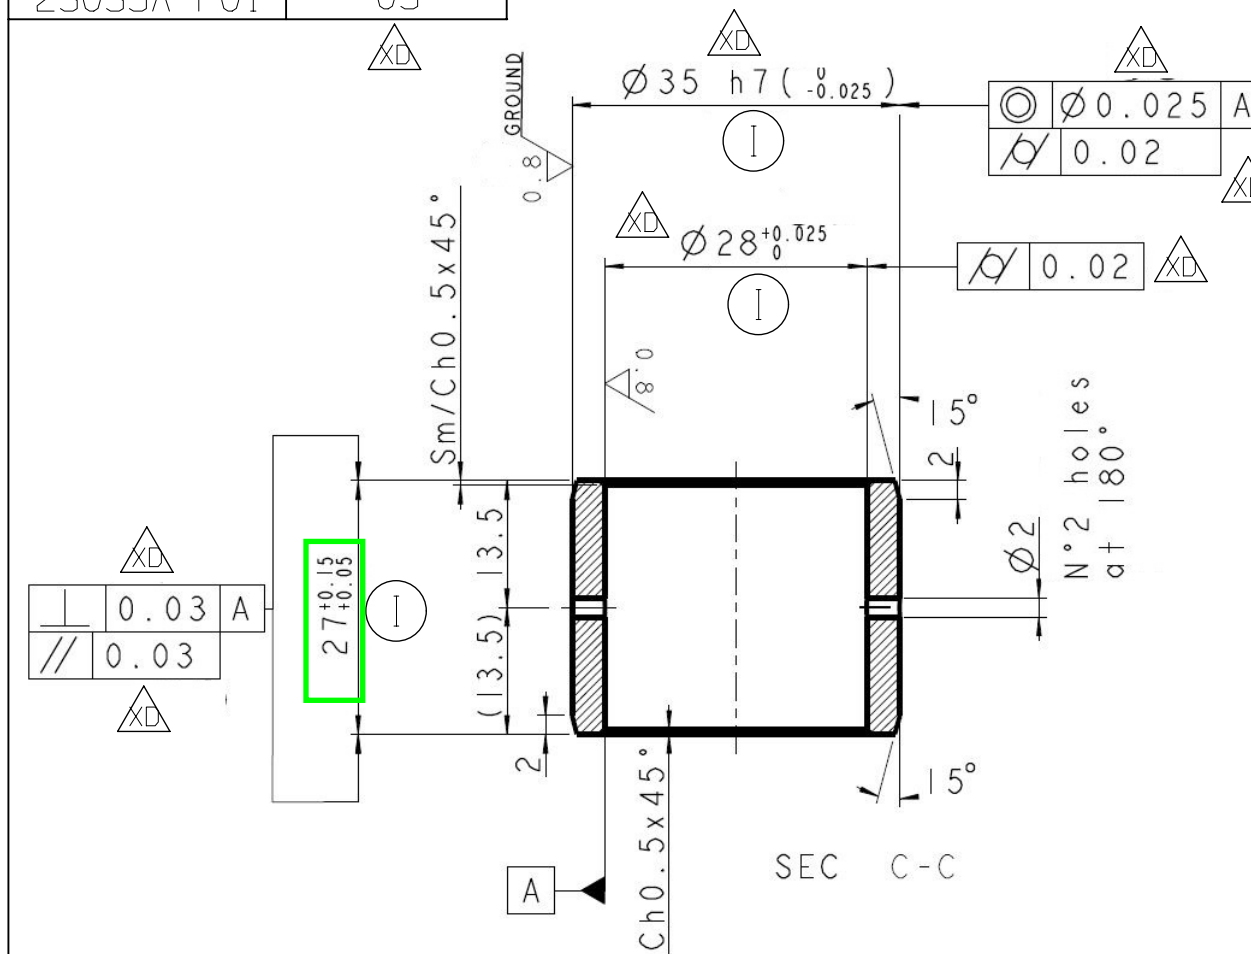 XD
XD
XD
GROUND
0.8
Ø35 h7( 0 -0.025 )
I
◎ Ø0.025 A
⌭ 0.02
XD
XD
Ø28 +0.025 0
I
⌭ 0.02
XD
0.8
Sm/Ch0.5x45°
15°
2
N°2 holes
at 180°
Ø2
13.5
(13.5)
2
XD
⊥ 0.03 A
// 0.03
XD
27 +0.15 +0.05
I
15°
Ch0.5x45°
A
SEC C-C